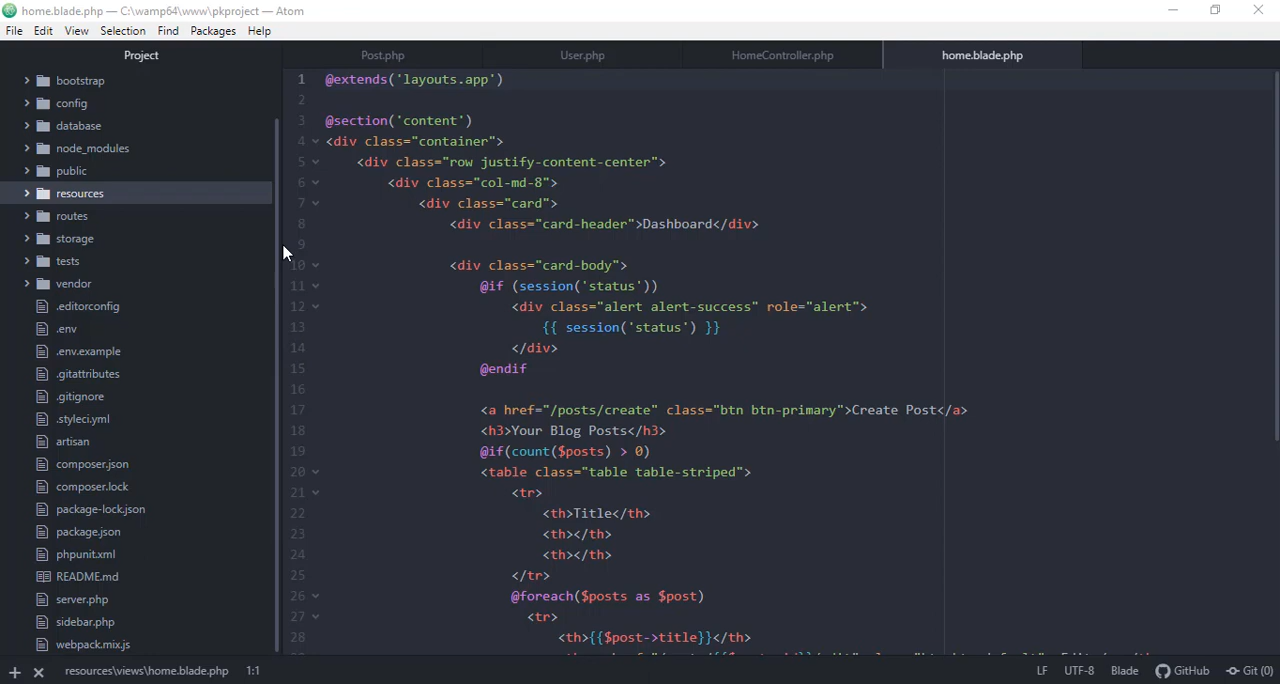 home.blade.php — C:\wamp64\www\pkproject — Atom
File Edit View Selection Find Packages Help
Project
Post.php User.php HomeController.php home.blade.php
bootstrap
config
database
node_modules
public
resources
routes
storage
tests
vendor
.editorconfig
.env
.env.example
.gitattributes
.gitignore
.styleci.yml
artisan
composer.json
composer.lock
package-lock.json
package.json
phpunit.xml
README.md
server.php
sidebar.php
webpack.mix.js
1 @extends('layouts.app')
2
3 @section('content')
4 <div class="container">
5 <div class="row justify-content-center">
6 <div class="col-md-8">
7 <div class="card">
8 <div class="card-header">Dashboard</div>
9
10 <div class="card-body">
11 @if (session('status'))
12 <div class="alert alert-success" role="alert">
13 {{ session('status') }}
14 </div>
15 @endif
16
17 <a href="/posts/create" class="btn btn-primary">Create Post</a>
18 <h3>Your Blog Posts</h3>
19 @if(count($posts) > 0)
20 <table class="table table-striped">
21 <tr>
22 <th>Title</th>
23 <th></th>
24 <th></th>
25 </tr>
26 @foreach($posts as $post)
27 <tr>
28 <th>{{$post->title}}</th>
resources\views\home.blade.php 1:1 LF UTF-8 Blade GitHub Git (0)